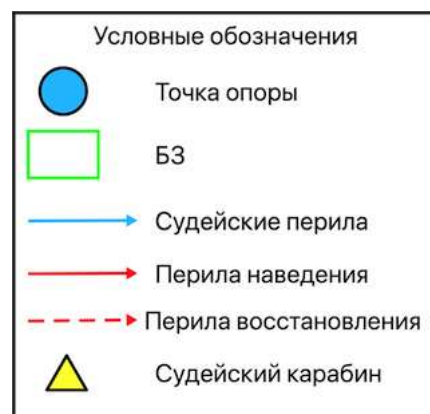 Условные обозначения
Точка опоры
БЗ
Судейские перила
Перила наведения
Перила восстановления
Судейский карабин